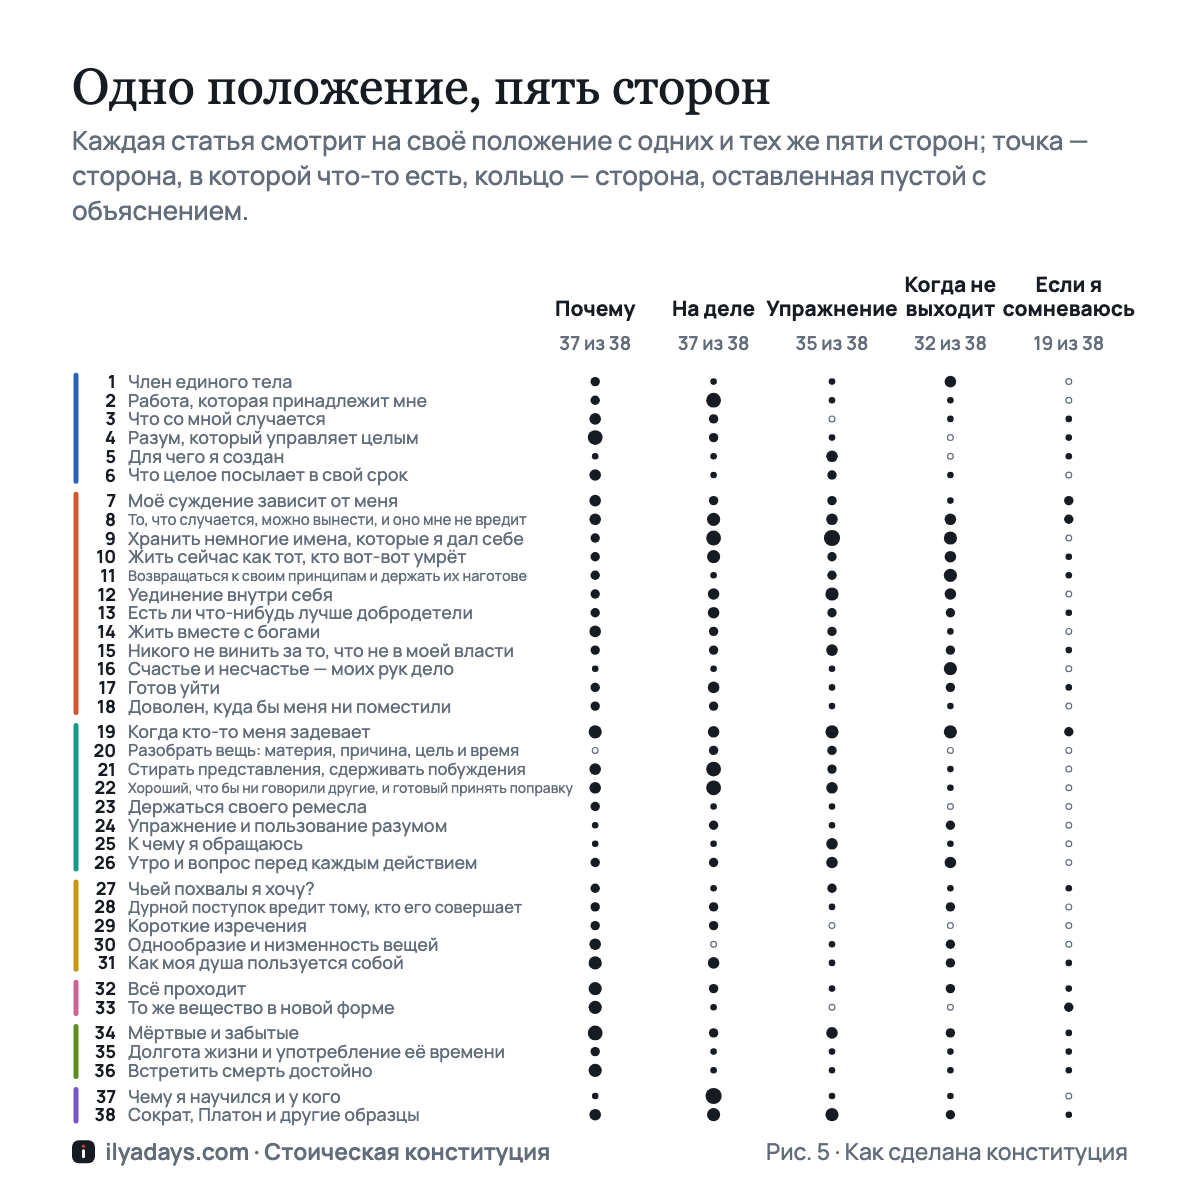 Одно положение, пять сторон
Каждая статья смотрит на своё положение с одних и тех же пяти сторон; точка —
сторона, в которой что-то есть, кольцо — сторона, оставленная пустой с
объяснением.
Почему На деле Упражнение Когда не выходит Если я сомневаюсь
37 из 38 37 из 38 35 из 38 32 из 38 19 из 38
1 Член единого тела
2 Работа, которая принадлежит мне
3 Что со мной случается
4 Разум, который управляет целым
5 Для чего я создан
6 Что целое посылает в свой срок
7 Моё суждение зависит от меня
8 То, что случается, можно вынести, и оно мне не вредит
9 Хранить немногие имена, которые я дал себе
10 Жить сейчас как тот, кто вот-вот умрёт
11 Возвращаться к своим принципам и держать их наготове
12 Уединение внутри себя
13 Есть ли что-нибудь лучше добродетели
14 Жить вместе с богами
15 Никого не винить за то, что не в моей власти
16 Счастье и несчастье — моих рук дело
17 Готов уйти
18 Доволен, куда бы меня ни поместили
19 Когда кто-то меня задевает
20 Разобрать вещь: материя, причина, цель и время
21 Стирать представления, сдерживать побуждения
22 Хороший, что бы ни говорили другие, и готовый принять поправку
23 Держаться своего ремесла
24 Упражнение и пользование разумом
25 К чему я обращаюсь
26 Утро и вопрос перед каждым действием
27 Чьей похвалы я хочу?
28 Дурной поступок вредит тому, кто его совершает
29 Короткие изречения
30 Однообразие и низменность вещей
31 Как моя душа пользуется собой
32 Всё проходит
33 То же вещество в новой форме
34 Мёртвые и забытые
35 Долгота жизни и употребление её времени
36 Встретить смерть достойно
37 Чему я научился и у кого
38 Сократ, Платон и другие образцы
ilyadays.com · Стоическая конституция
Рис. 5 · Как сделана конституция